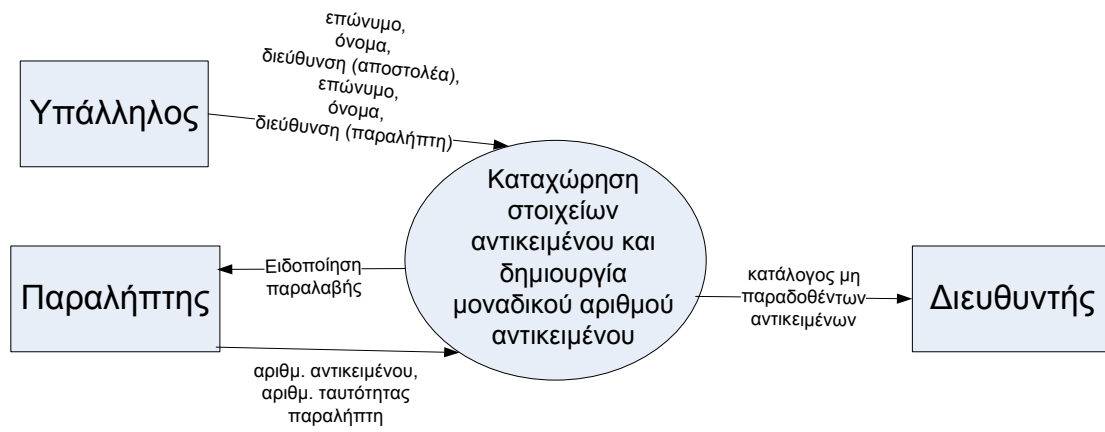 επώνυμο,
όνομα,
διεύθυνση (αποστολέα),
επώνυμο,
όνομα,
διεύθυνση (παραλήπτη)
Υπάλληλος
Καταχώρηση
στοιχείων
αντικειμένου και
δημιουργία
μοναδικού αριθμού
αντικειμένου
Ειδοποίηση
παραλαβής
Παραλήπτης
κατάλογος μη
παραδοθέντων
αντικειμένων
Διευθυντής
αριθμ. αντικειμένου,
αριθμ. ταυτότητας
παραλήπτη